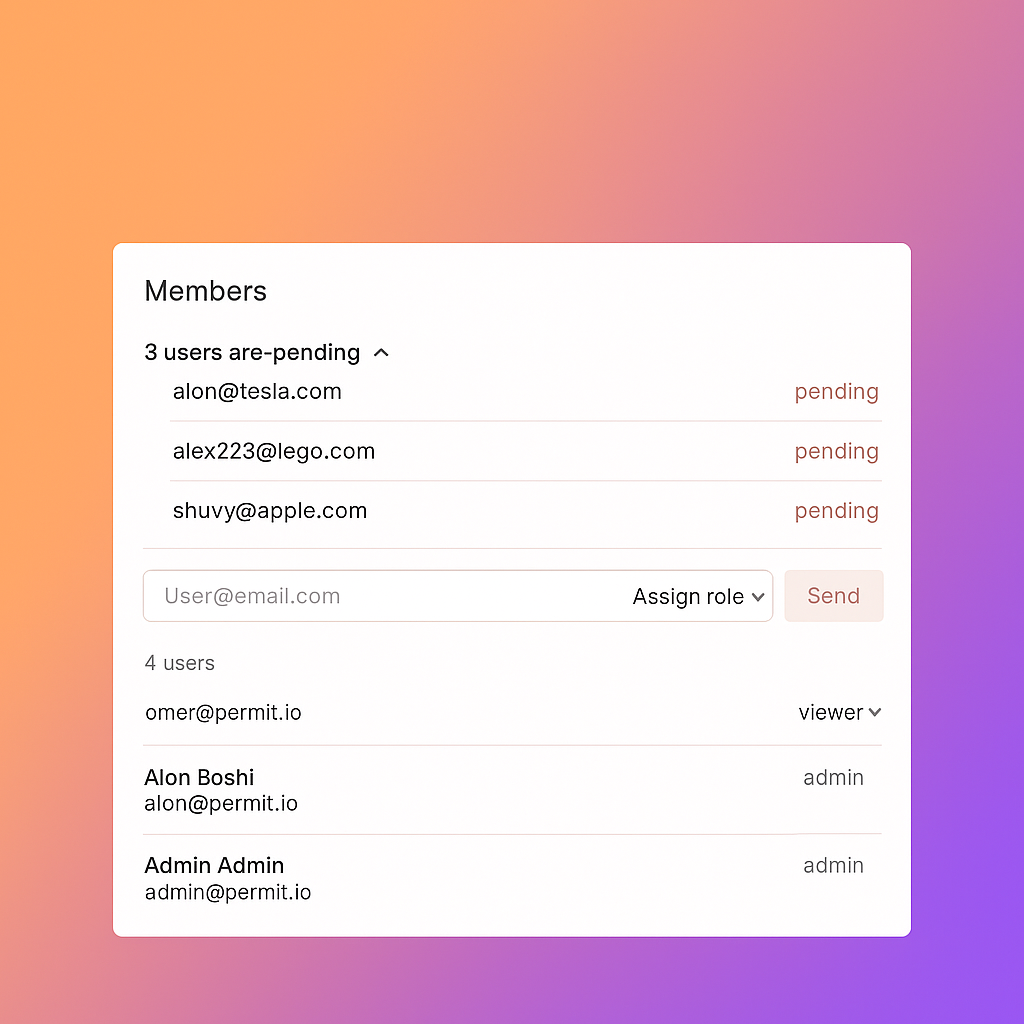 Members
3 users are-pending
alon@tesla.com pending
alex223@lego.com pending
shuvy@apple.com pending
User@email.com Assign role Send
4 users
omer@permit.io viewer
Alon Boshi admin
alon@permit.io
Admin Admin admin
admin@permit.io